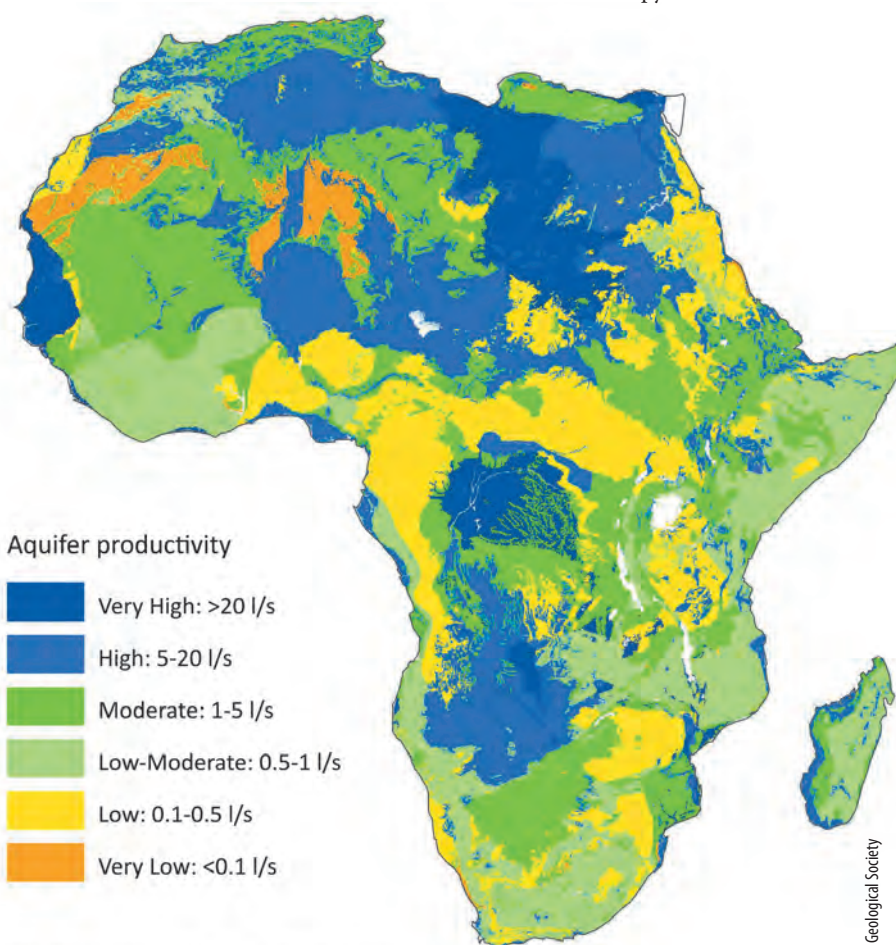 Aquifer productivity
Very High: >20 l/s
High: 5-20 l/s
Moderate: 1-5 l/s
Low-Moderate: 0.5-1 l/s
Low: 0.1-0.5 l/s
Very Low: <0.1 l/s
Geological Society